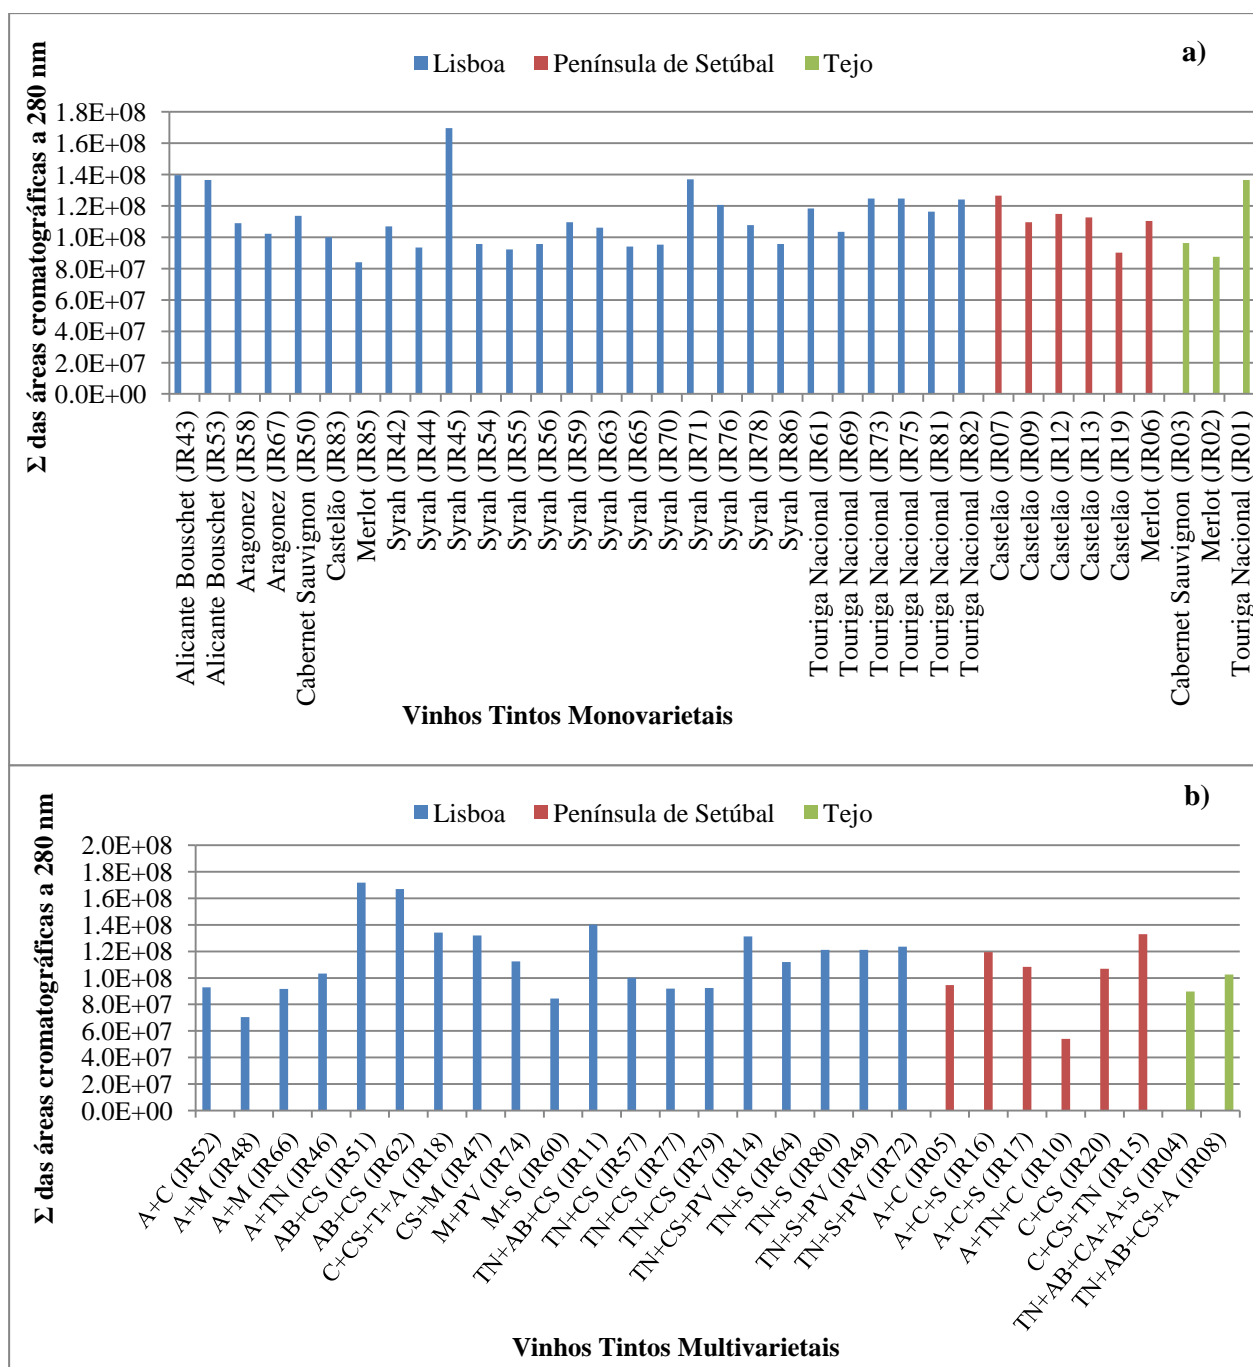 a)
Lisboa Península de Setúbal Tejo
Σ das áreas cromatográficas a 280 nm
1.8E+08
1.6E+08
1.4E+08
1.2E+08
1.0E+08
8.0E+07
6.0E+07
4.0E+07
2.0E+07
0.0E+00
Alicante Bouschet (JR43)
Alicante Bouschet (JR53)
Aragonez (JR58)
Aragonez (JR67)
Cabernet Sauvignon (JR50)
Castelão (JR83)
Merlot (JR85)
Syrah (JR42)
Syrah (JR44)
Syrah (JR45)
Syrah (JR54)
Syrah (JR55)
Syrah (JR56)
Syrah (JR59)
Syrah (JR63)
Syrah (JR65)
Syrah (JR70)
Syrah (JR71)
Syrah (JR76)
Syrah (JR78)
Syrah (JR86)
Touriga Nacional (JR61)
Touriga Nacional (JR69)
Touriga Nacional (JR73)
Touriga Nacional (JR75)
Touriga Nacional (JR81)
Touriga Nacional (JR82)
Castelão (JR07)
Castelão (JR09)
Castelão (JR12)
Castelão (JR13)
Castelão (JR19)
Merlot (JR06)
Cabernet Sauvignon (JR03)
Merlot (JR02)
Touriga Nacional (JR01)
Vinhos Tintos Monovarietais
b)
Lisboa Península de Setúbal Tejo
Σ das áreas cromatográficas a 280 nm
2.0E+08
1.8E+08
1.6E+08
1.4E+08
1.2E+08
1.0E+08
8.0E+07
6.0E+07
4.0E+07
2.0E+07
0.0E+00
A+C (JR52)
A+M (JR48)
A+M (JR66)
A+TN (JR46)
AB+CS (JR51)
AB+CS (JR62)
C+CS+T+A (JR18)
CS+M (JR47)
M+PV (JR74)
M+S (JR60)
TN+AB+CS (JR11)
TN+CS (JR57)
TN+CS (JR77)
TN+CS (JR79)
TN+CS+PV (JR14)
TN+S (JR64)
TN+S (JR80)
TN+S+PV (JR49)
TN+S+PV (JR72)
A+C (JR05)
A+C+S (JR16)
A+C+S (JR17)
A+TN+C (JR10)
C+CS (JR20)
C+CS+TN (JR15)
TN+AB+CA+A+S (JR04)
TN+AB+CS+A (JR08)
Vinhos Tintos Multivarietais